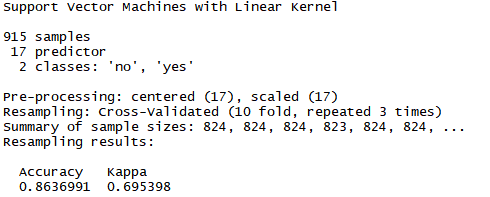 Support Vector Machines with Linear Kernel
915 samples
17 predictor
2 classes: 'no', 'yes'
Pre-processing: centered (17), scaled (17)
Resampling: Cross-Validated (10 fold, repeated 3 times)
Summary of sample sizes: 824, 824, 824, 823, 824, 824, ...
Resampling results:
Accuracy Kappa
0.8636991 0.695398